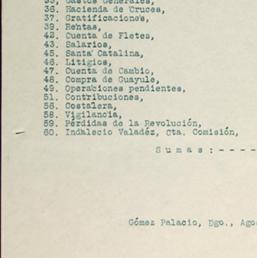 35, Gastos Generales,
36. Hacienda de Cruces,
37. Gratificaciones,
39. Rentas,
42. Cuenta de Fletes,
43. Salarios,
45. Santa Catalina,
46. Litigios,
47. Cuenta de Cambio,
48. Compra de Guayule,
49. Operaciones pendientes,
51. Contribuciones,
56. Costalera,
58. Vigilancia,
59. Pérdidas de la Revolución,
60. Indalecio Valadéz, Cta. Comisión,
S u m a s : - - - -
Gómez Palacio, Dgo., Ago